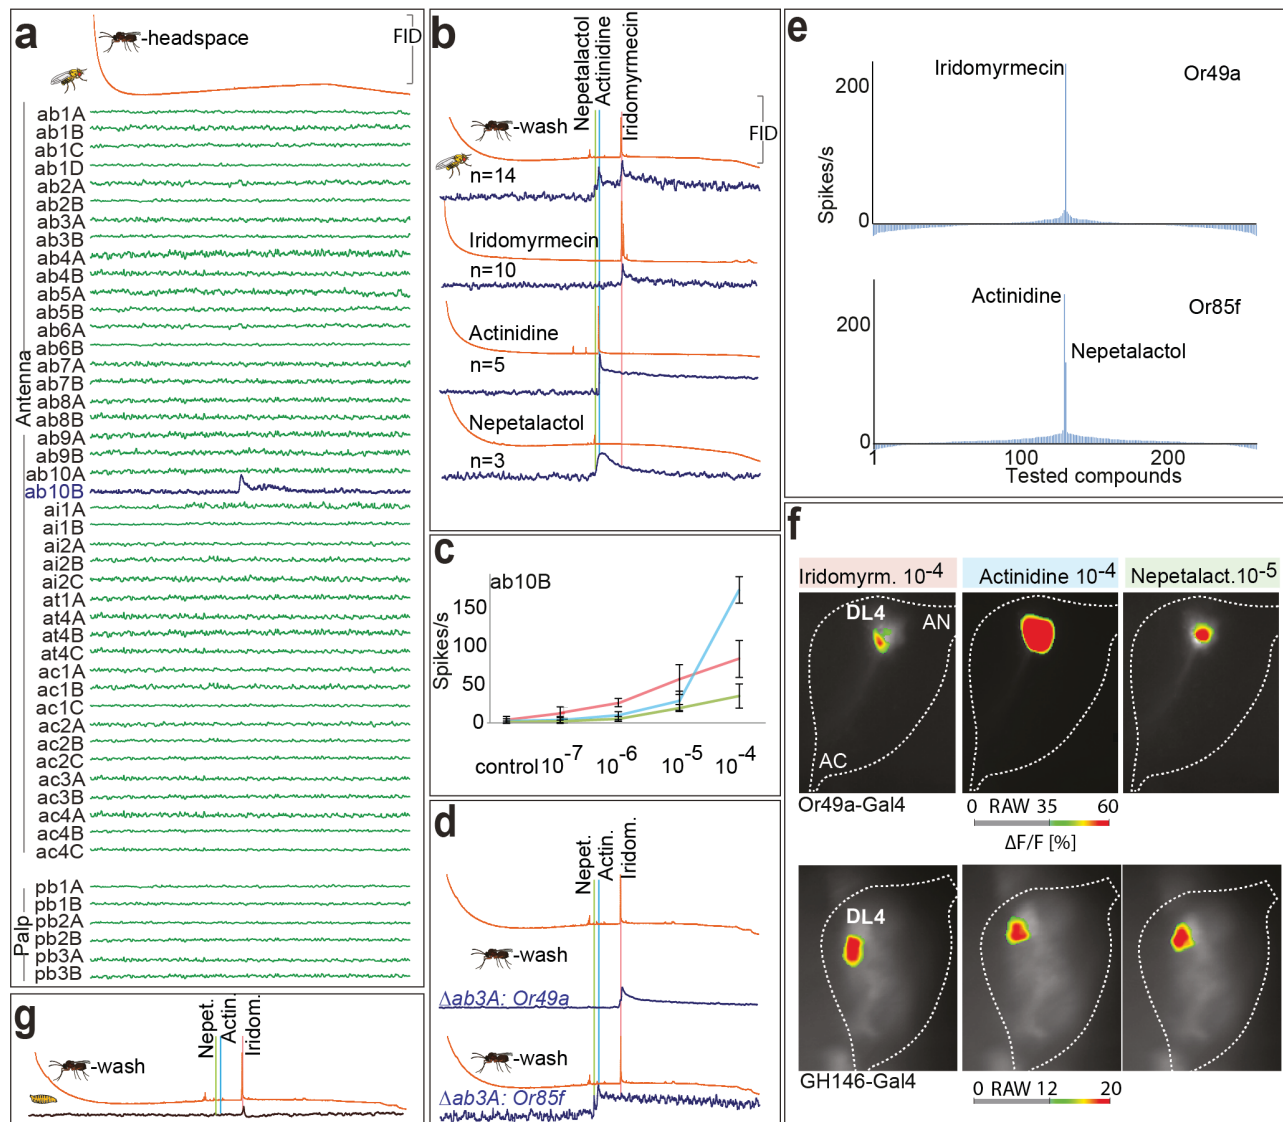 a
-headspace
FID
ab1A
ab1B
ab1C
ab1D
ab2A
ab2B
ab3A
ab3B
ab4A
ab4B
ab5A
ab5B
ab6A
ab6B
ab7A
ab7B
ab8A
ab8B
ab9A
ab9B
ab10A
ab10B
ai1A
ai1B
ai2A
ai2B
ai2C
at1A
at4A
at4B
at4C
ac1A
ac1B
ac1C
ac2A
ac2B
ac2C
ac3A
ac3B
ac4A
ac4B
ac4C
Antenna
pb1A
pb1B
pb2A
pb2B
pb3A
pb3B
Palp
b
Nepetalactol
Actinidine
Iridomyrmecin
-wash
FID
n=14
Iridomyrmecin
n=10
Actinidine
n=5
Nepetalactol
n=3
c
ab10B
Spikes/s
150
100
50
0
control 10-7 10-6 10-5 10-4
d
Nepet.
Actin.
Iridom.
-wash
Δab3A: Or49a
-wash
Δab3A: Or85f
e
Iridomyrmecin
Or49a
200
Spikes/s
0
Actinidine
Or85f
200
Nepetalactol
0
1 100 200
Tested compounds
f
Iridomyrm. 10-4
Actinidine 10-4
Nepetalact.10-5
DL4
AN
AC
Or49a-Gal4
0 RAW 35 60
ΔF/F [%]
DL4
GH146-Gal4
0 RAW 12 20
g
Nepet.
Actin.
Iridom.
-wash